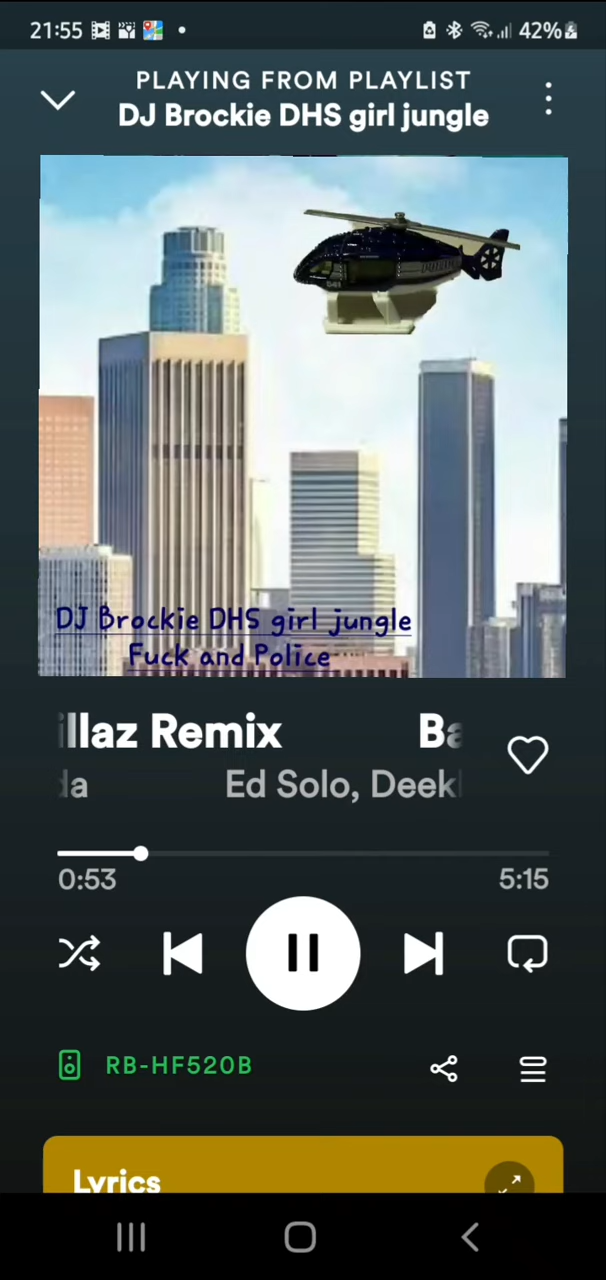 21:55
42%
PLAYING FROM PLAYLIST
DJ Brockie DHS girl jungle
DJ Brockie DHS girl jungle
Fuck and Police
illaz Remix Ba
da Ed Solo, Deek
0:53 5:15
RB-HF520B
Lyrics